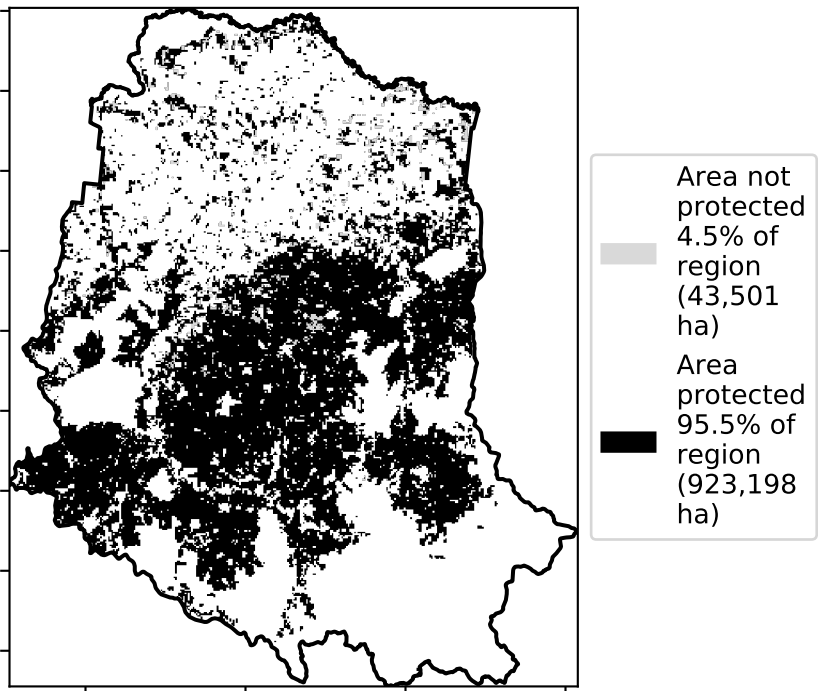 Area not
protected
4.5% of
region
(43,501
ha)
Area
protected
95.5% of
region
(923,198
ha)